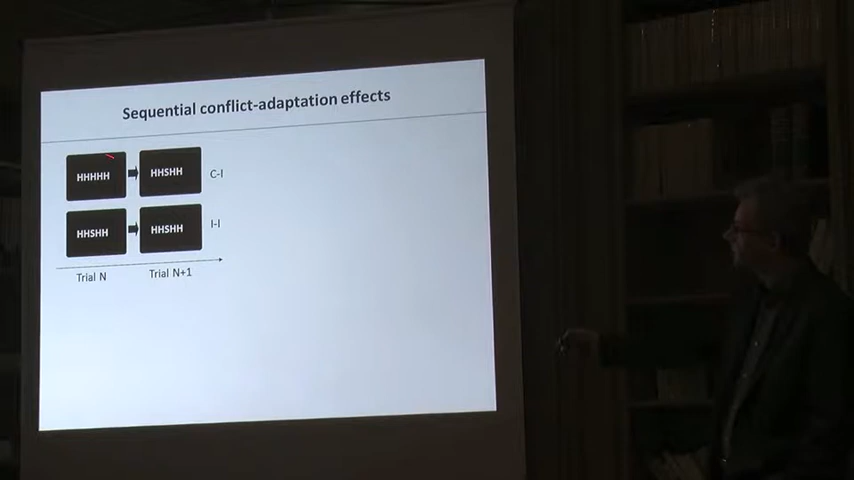 Sequential conflict-adaptation effects
HHHHH HHSHH C-I
HHSHH HHSHH I-I
Trial N Trial N+1